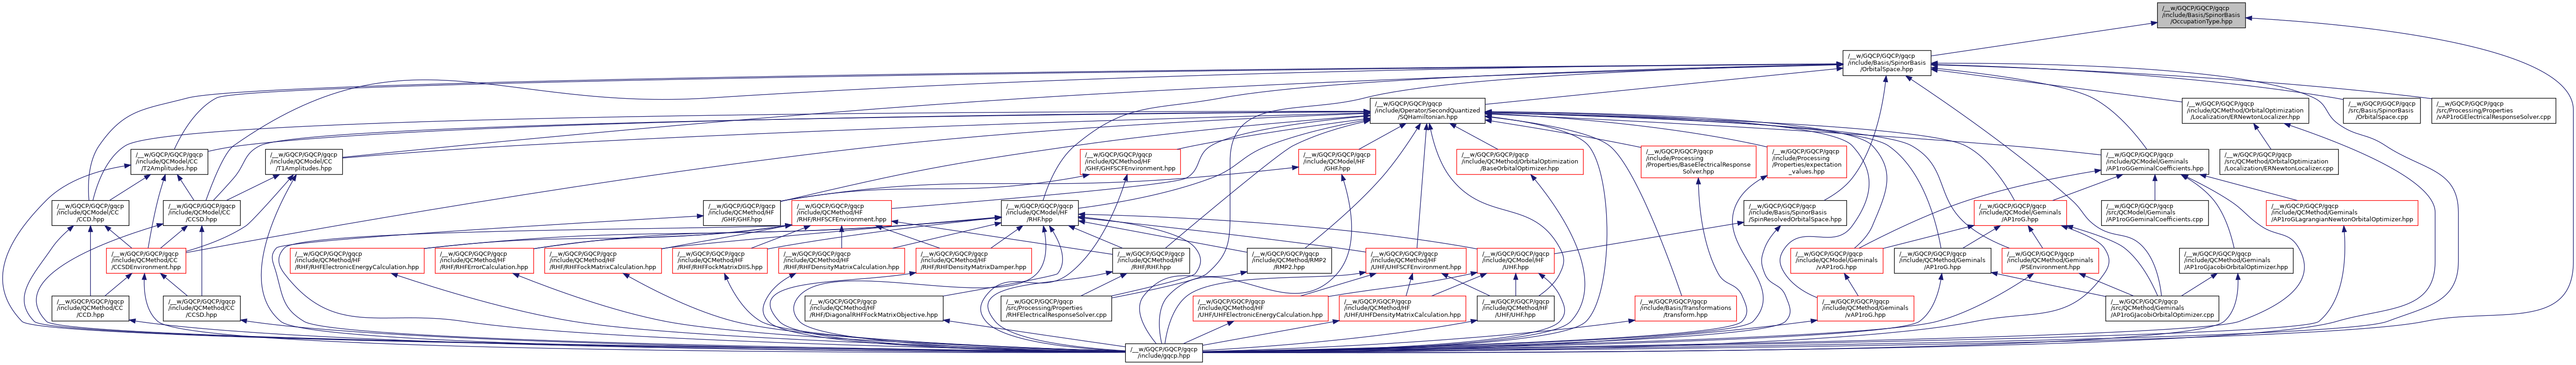 /__w/GQCP/GQCP/gqcp
include/Basis/SpinorBasis
/OccupationType.hpp
/__w/GQCP/GQCP/gqcp
include/Basis/SpinorBasis
/OrbitalSpace.hpp
/__w/GQCP/GQCP/gqcp
/include/Operator/SecondQuantized
/SQHamiltonian.hpp
/__w/GQCP/GQCP/gqcp
/include/QCMethod/OrbitalOptimization
/Localization/ERNewtonLocalizer.hpp
/__w/GQCP/GQCP/gqcp
/src/Basis/SpinorBasis
/OrbitalSpace.cpp
/__w/GQCP/GQCP/gqcp
/src/Processing/Properties
/vAP1roGElectricalResponseSolver.cpp
/__w/GQCP/GQCP/gqcp
/include/QCModel/CC
/T2Amplitudes.hpp
/__w/GQCP/GQCP/gqcp
/include/QCModel/CC
/T1Amplitudes.hpp
/__w/GQCP/GQCP/gqcp
/include/QCMethod/HF
/GHF/GHFSCFEnvironment.hpp
/__w/GQCP/GQCP/gqcp
/include/QCModel/HF
/GHF.hpp
/__w/GQCP/GQCP/gqcp
/include/QCMethod/OrbitalOptimization
/BaseOrbitalOptimizer.hpp
/__w/GQCP/GQCP/gqcp
/include/Processing
/Properties/BaseElectricalResponse
Solver.hpp
/__w/GQCP/GQCP/gqcp
/include/Processing
/Properties/expectation
_values.hpp
/__w/GQCP/GQCP/gqcp
/include/QCModel/Geminals
/AP1roGGeminalCoefficients.hpp
/__w/GQCP/GQCP/gqcp
/src/QCMethod/OrbitalOptimization
/Localization/ERNewtonLocalizer.cpp
/__w/GQCP/GQCP/gqcp
/include/QCModel/CC
/CCD.hpp
/__w/GQCP/GQCP/gqcp
/include/QCModel/CC
/CCSD.hpp
/__w/GQCP/GQCP/gqcp
/include/QCMethod/HF
/GHF/GHF.hpp
/__w/GQCP/GQCP/gqcp
/include/QCMethod/HF
/RHF/RHFSCFEnvironment.hpp
/__w/GQCP/GQCP/gqcp
/include/QCModel/HF
/RHF.hpp
/__w/GQCP/GQCP/gqcp
/include/Basis/SpinorBasis
/SpinResolvedOrbitalSpace.hpp
/__w/GQCP/GQCP/gqcp
/include/QCModel/Geminals
/AP1roG.hpp
/__w/GQCP/GQCP/gqcp
/src/QCModel/Geminals
/AP1roGGeminalCoefficients.cpp
/__w/GQCP/GQCP/gqcp
/include/QCMethod/Geminals
/AP1roGLagrangianNewtonOrbitalOptimizer.hpp
/__w/GQCP/GQCP/gqcp
/include/QCMethod/CC
/CCSDEnvironment.hpp
/__w/GQCP/GQCP/gqcp
/include/QCMethod/HF
/RHF/RHFElectronicEnergyCalculation.hpp
/__w/GQCP/GQCP/gqcp
/include/QCMethod/HF
/RHF/RHFErrorCalculation.hpp
/__w/GQCP/GQCP/gqcp
/include/QCMethod/HF
/RHF/RHFFockMatrixCalculation.hpp
/__w/GQCP/GQCP/gqcp
/include/QCMethod/HF
/RHF/RHFFockMatrixDIIS.hpp
/__w/GQCP/GQCP/gqcp
/include/QCMethod/HF
/RHF/RHFDensityMatrixCalculation.hpp
/__w/GQCP/GQCP/gqcp
/include/QCMethod/HF
/RHF/RHFDensityMatrixDamper.hpp
/__w/GQCP/GQCP/gqcp
/include/QCMethod/HF
/RHF/RHF.hpp
/__w/GQCP/GQCP/gqcp
/include/QCMethod/RMP2
/RMP2.hpp
/__w/GQCP/GQCP/gqcp
/include/QCMethod/HF
/UHF/UHFSCFEnvironment.hpp
/__w/GQCP/GQCP/gqcp
/include/QCModel/HF
/UHF.hpp
/__w/GQCP/GQCP/gqcp
/include/QCModel/Geminals
/vAP1roG.hpp
/__w/GQCP/GQCP/gqcp
/include/QCMethod/Geminals
/AP1roG.hpp
/__w/GQCP/GQCP/gqcp
/include/QCMethod/Geminals
/PSEnvironment.hpp
/__w/GQCP/GQCP/gqcp
/include/QCMethod/Geminals
/AP1roGJacobiOrbitalOptimizer.hpp
/__w/GQCP/GQCP/gqcp
/include/QCMethod/CC
/CCD.hpp
/__w/GQCP/GQCP/gqcp
/include/QCMethod/CC
/CCSD.hpp
/__w/GQCP/GQCP/gqcp
/include/QCMethod/HF
/RHF/DiagonalRHFFockMatrixObjective.hpp
/__w/GQCP/GQCP/gqcp
/src/Processing/Properties
/RHFElectricalResponseSolver.cpp
/__w/GQCP/GQCP/gqcp
/include/QCMethod/HF
/UHF/UHFElectronicEnergyCalculation.hpp
/__w/GQCP/GQCP/gqcp
/include/QCMethod/HF
/UHF/UHFDensityMatrixCalculation.hpp
/__w/GQCP/GQCP/gqcp
/include/QCMethod/HF
/UHF/UHF.hpp
/__w/GQCP/GQCP/gqcp
/include/Basis/Transformations
/transform.hpp
/__w/GQCP/GQCP/gqcp
/include/QCMethod/Geminals
/vAP1roG.hpp
/__w/GQCP/GQCP/gqcp
/src/QCMethod/Geminals
/AP1roGJacobiOrbitalOptimizer.cpp
/__w/GQCP/GQCP/gqcp
/include/gqcp.hpp